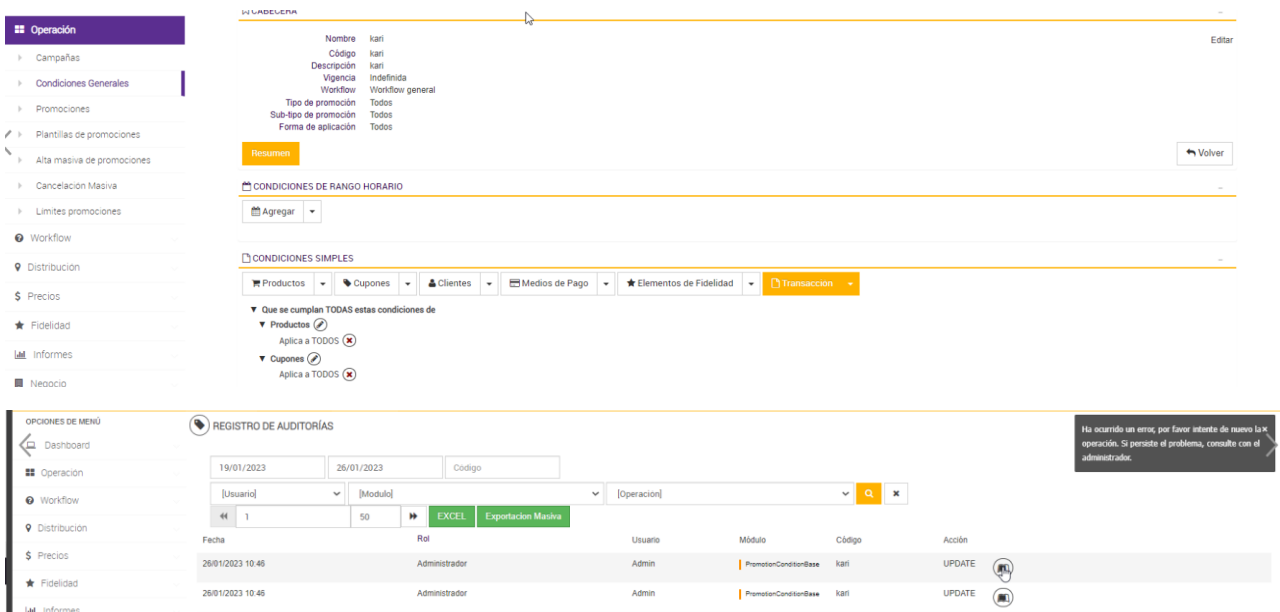 CABECERA
Operación
Campañas
Condiciones Generales
Promociones
Plantillas de promociones
Alta masiva de promociones
Cancelación Masiva
Limites promociones
Workflow
Distribución
Precios
Fidelidad
Informes
Negocio
Nombre kari
Editar
Código kari
Descripción kari
Vigencia Indefinida
Workflow Workflow general
Tipo de promoción Todos
Sub-tipo de promoción Todos
Forma de aplicación Todos
Resumen
Volver
CONDICIONES DE RANGO HORARIO
Agregar
CONDICIONES SIMPLES
Productos Cupones Clientes Medios de Pago Elementos de Fidelidad Transacción
Que se cumplan TODAS estas condiciones de
Productos
Aplica a TODOS
Cupones
Aplica a TODOS
OPCIONES DE MENÚ
Dashboard
Operación
Workflow
Distribución
Precios
Fidelidad
Informes
REGISTRO DE AUDITORÍAS
Ha ocurrido un error, por favor intente de nuevo la
operación. Si persiste el problema, consulte con el
administrador.
19/01/2023 26/01/2023 Código
[Usuario] [Modulo] [Operacion]
1 50 EXCEL Exportacion Masiva
Fecha Rol Usuario Módulo Código Acción
26/01/2023 10:46 Administrador Admin PromotionConditionBase kari UPDATE
26/01/2023 10:46 Administrador Admin PromotionConditionBase kari UPDATE